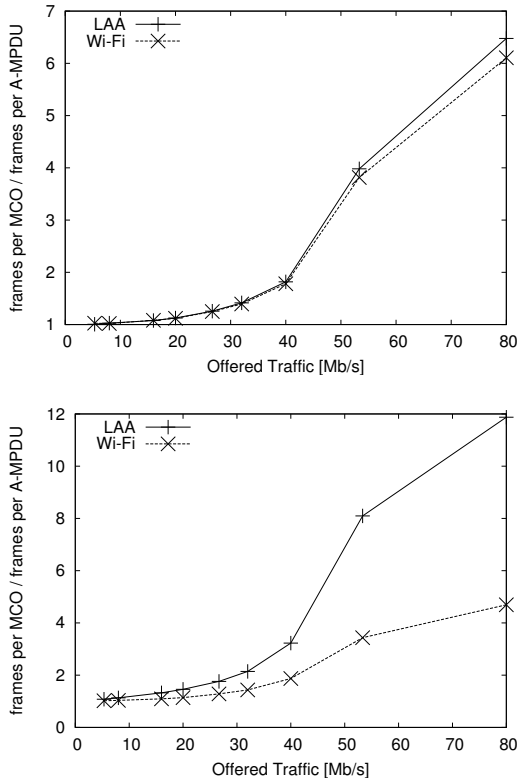 7
6
5
4
3
2
1
0 10 20 30 40 50 60 70 80
frames per MCO / frames per A-MPDU
Offered Traffic [Mb/s]
LAA
Wi-Fi
12
10
8
6
4
2
0
0 10 20 30 40 50 60 70 80
frames per MCO / frames per A-MPDU
Offered Traffic [Mb/s]
LAA
Wi-Fi